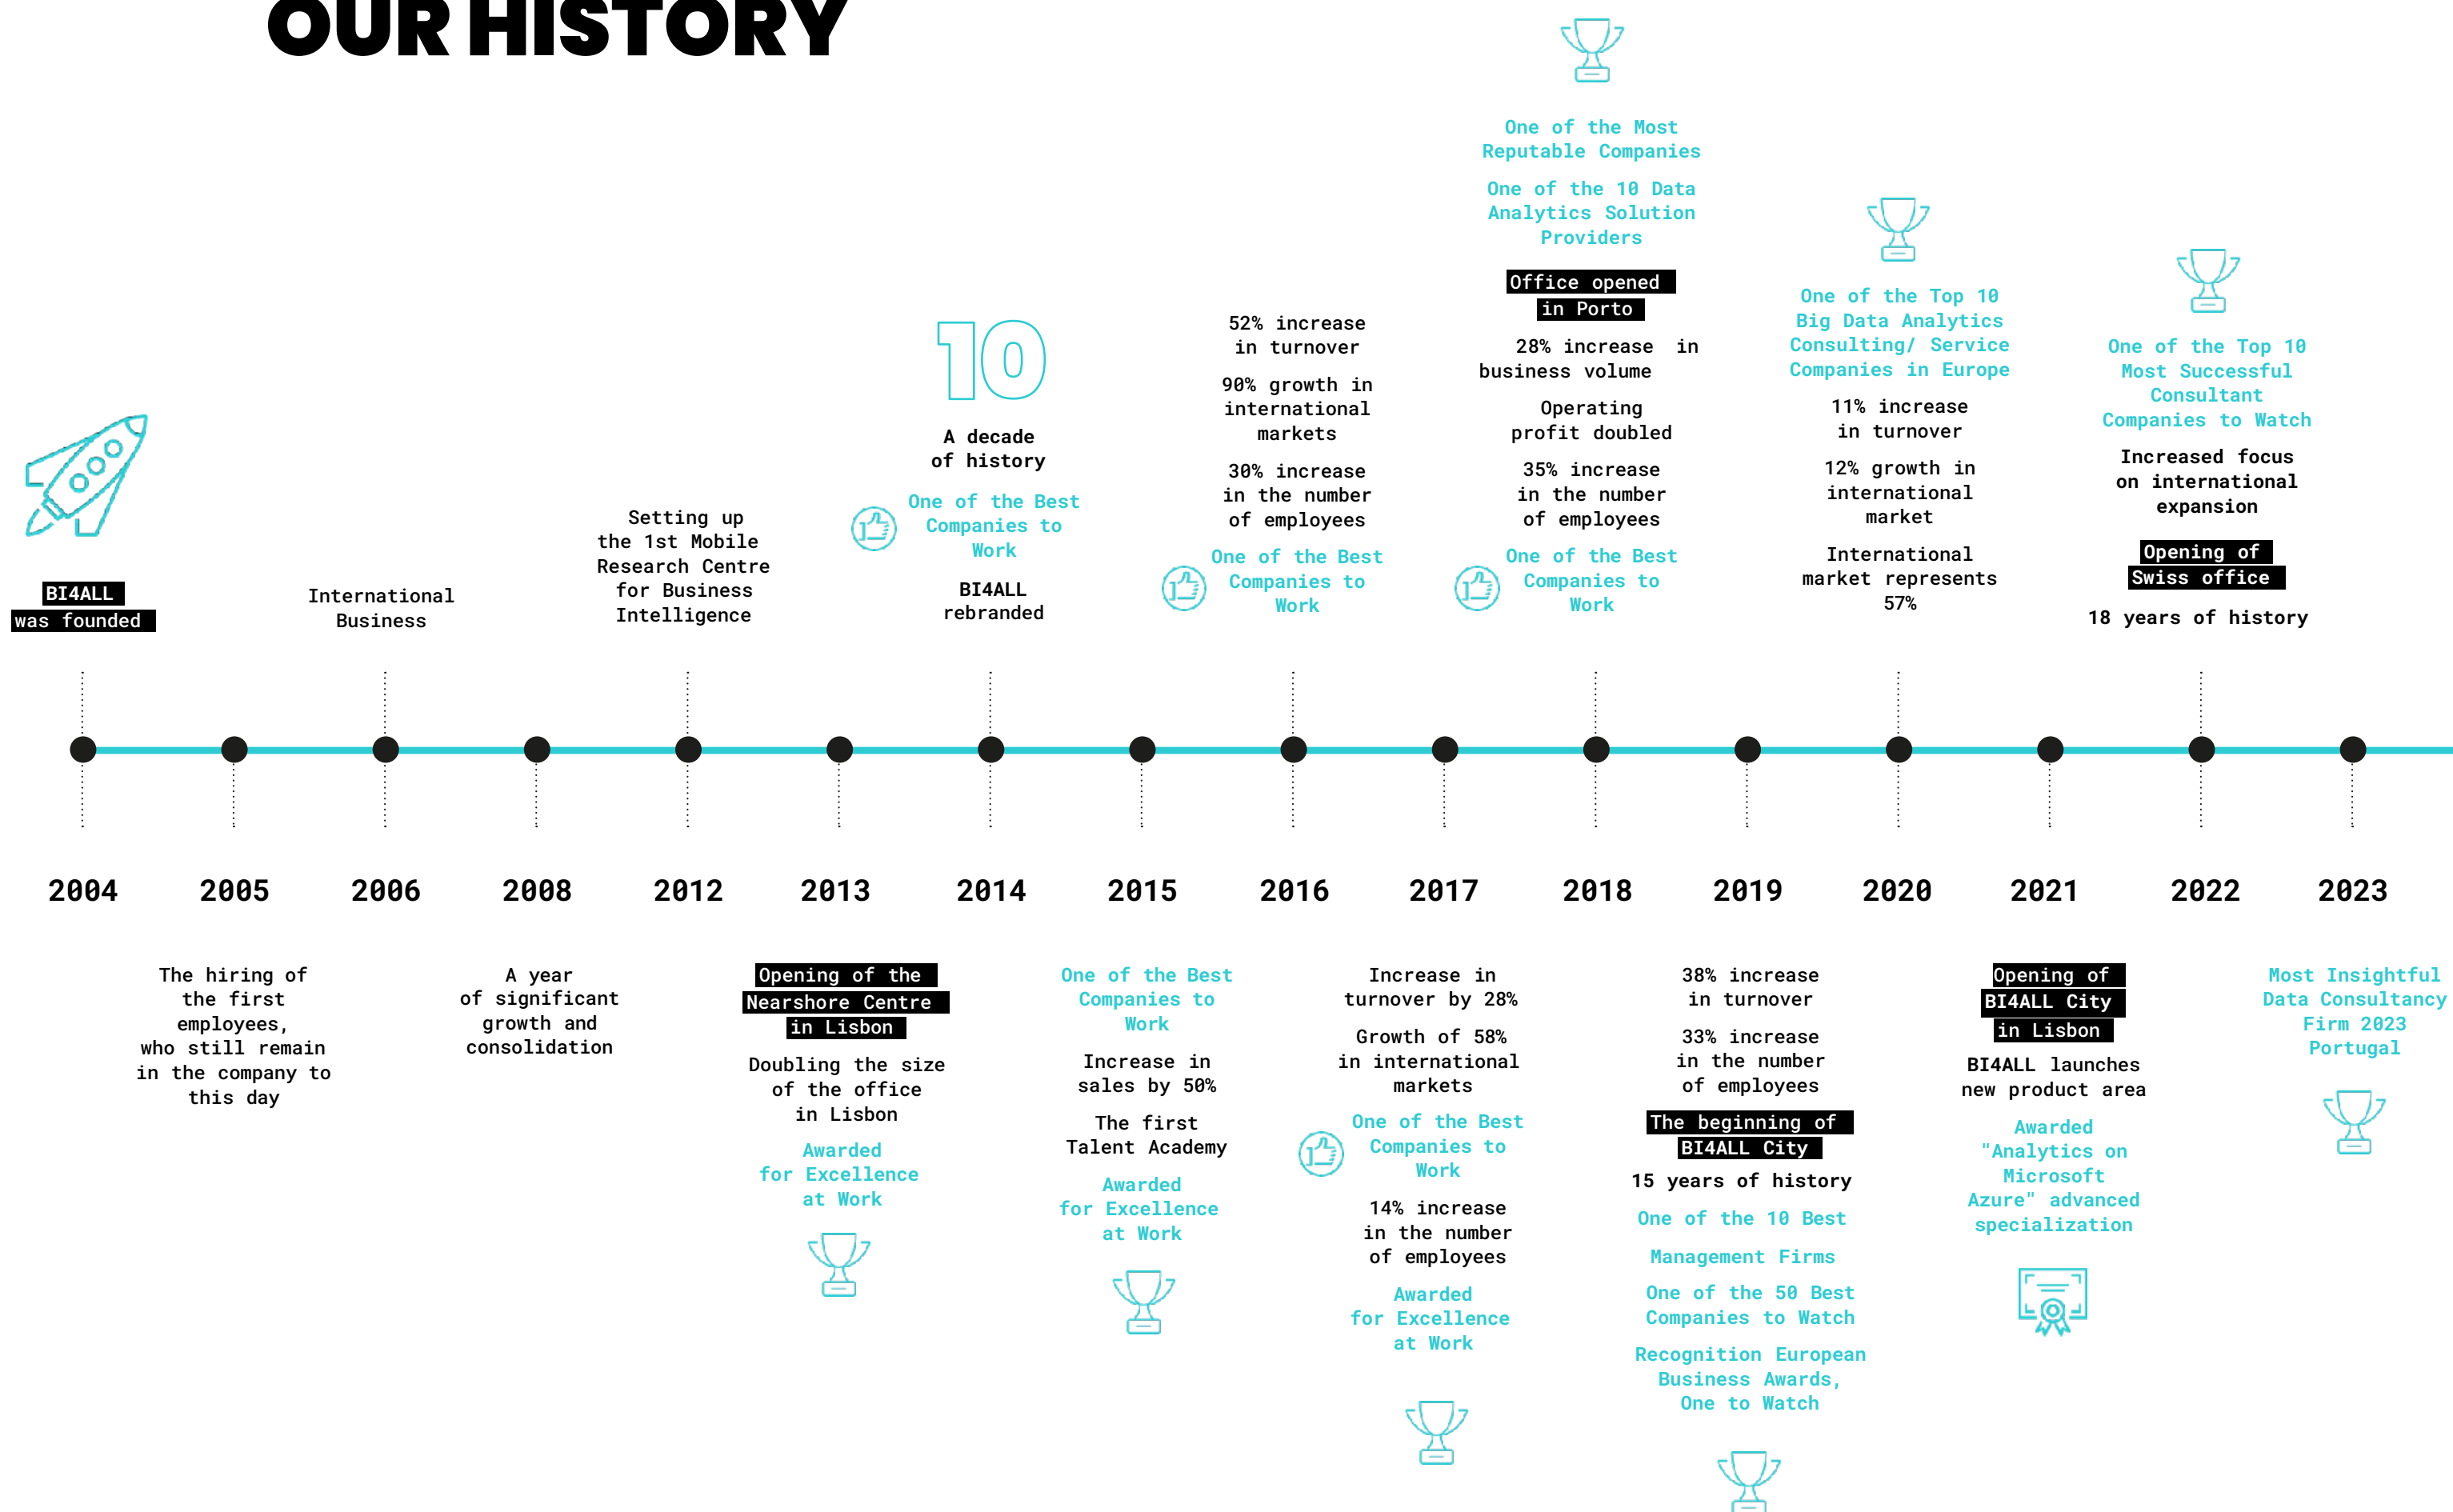 OUR HISTORY
BI4ALL
was founded
International
Business
Setting up
the 1st Mobile
Research Centre
for Business
Intelligence
10
A decade
of history
One of the Best
Companies to
Work
BI4ALL
rebranded
52% increase
in turnover
90% growth in
international
markets
30% increase
in the number
of employees
One of the Best
Companies to
Work
One of the Most
Reputable Companies
One of the 10 Data
Analytics Solution
Providers
Office opened
in Porto
28% increase in
business volume
Operating
profit doubled
35% increase
in the number
of employees
One of the Best
Companies to
Work
One of the Top 10
Big Data Analytics
Consulting/ Service
Companies in Europe
11% increase
in turnover
12% growth in
international
market
International
market represents
57%
One of the Top 10
Most Successful
Consultant
Companies to Watch
Increased focus
on international
expansion
Opening of
Swiss office
18 years of history
2004 2005 2006 2008 2012 2013 2014 2015 2016 2017 2018 2019 2020 2021 2022 2023
The hiring of
the first
employees,
who still remain
in the company to
this day
A year
of significant
growth and
consolidation
Opening of the
Nearshore Centre
in Lisbon
Doubling the size
of the office
in Lisbon
Awarded
for Excellence
at Work
One of the Best
Companies to
Work
Increase in
sales by 50%
The first
Talent Academy
Awarded
for Excellence
at Work
Increase in
turnover by 28%
Growth of 58%
in international
markets
One of the Best
Companies to
Work
14% increase
in the number
of employees
Awarded
for Excellence
at Work
38% increase
in turnover
33% increase
in the number
of employees
The beginning of
BI4ALL City
15 years of history
One of the 10 Best
Management Firms
One of the 50 Best
Companies to Watch
Recognition European
Business Awards,
One to Watch
Opening of
BI4ALL City
in Lisbon
BI4ALL launches
new product area
Awarded
"Analytics on
Microsoft
Azure" advanced
specialization
Most Insightful
Data Consultancy
Firm 2023
Portugal